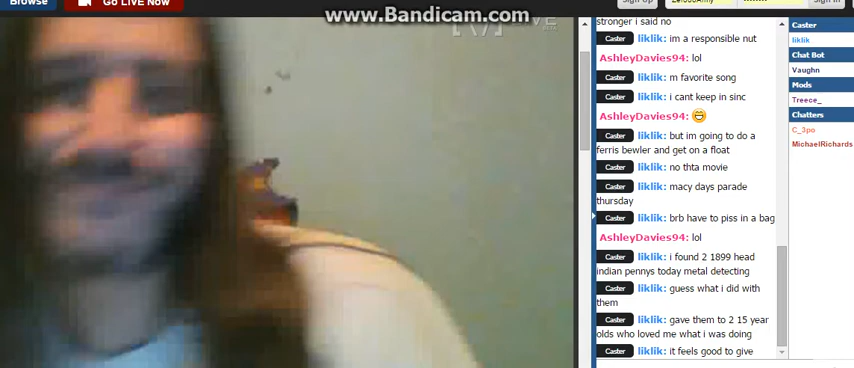 Browse
GO LIVE NOW
www.Bandicam.com
LIVE
BETA
Sign up
Sign in
stronger i said no
Caster liklik: im a responsible nut
AshleyDavies94: lol
Caster liklik: m favorite song
Caster liklik: i cant keep in sinc
AshleyDavies94:
Caster liklik: but im going to do a
ferris bewler and get on a float
Caster liklik: no thta movie
Caster liklik: macy days parade
thursday
Caster liklik: brb have to piss in a bag
AshleyDavies94: lol
Caster liklik: i found 2 1899 head
indian pennys today metal detecting
Caster liklik: guess what i did with
them
Caster liklik: gave them to 2 15 year
olds who loved me what i was doing
Caster liklik: it feels good to give
Caster
liklik
Chat Bot
Vaughn
Mods
Treece_
Chatters
C_3po
MichaelRichards